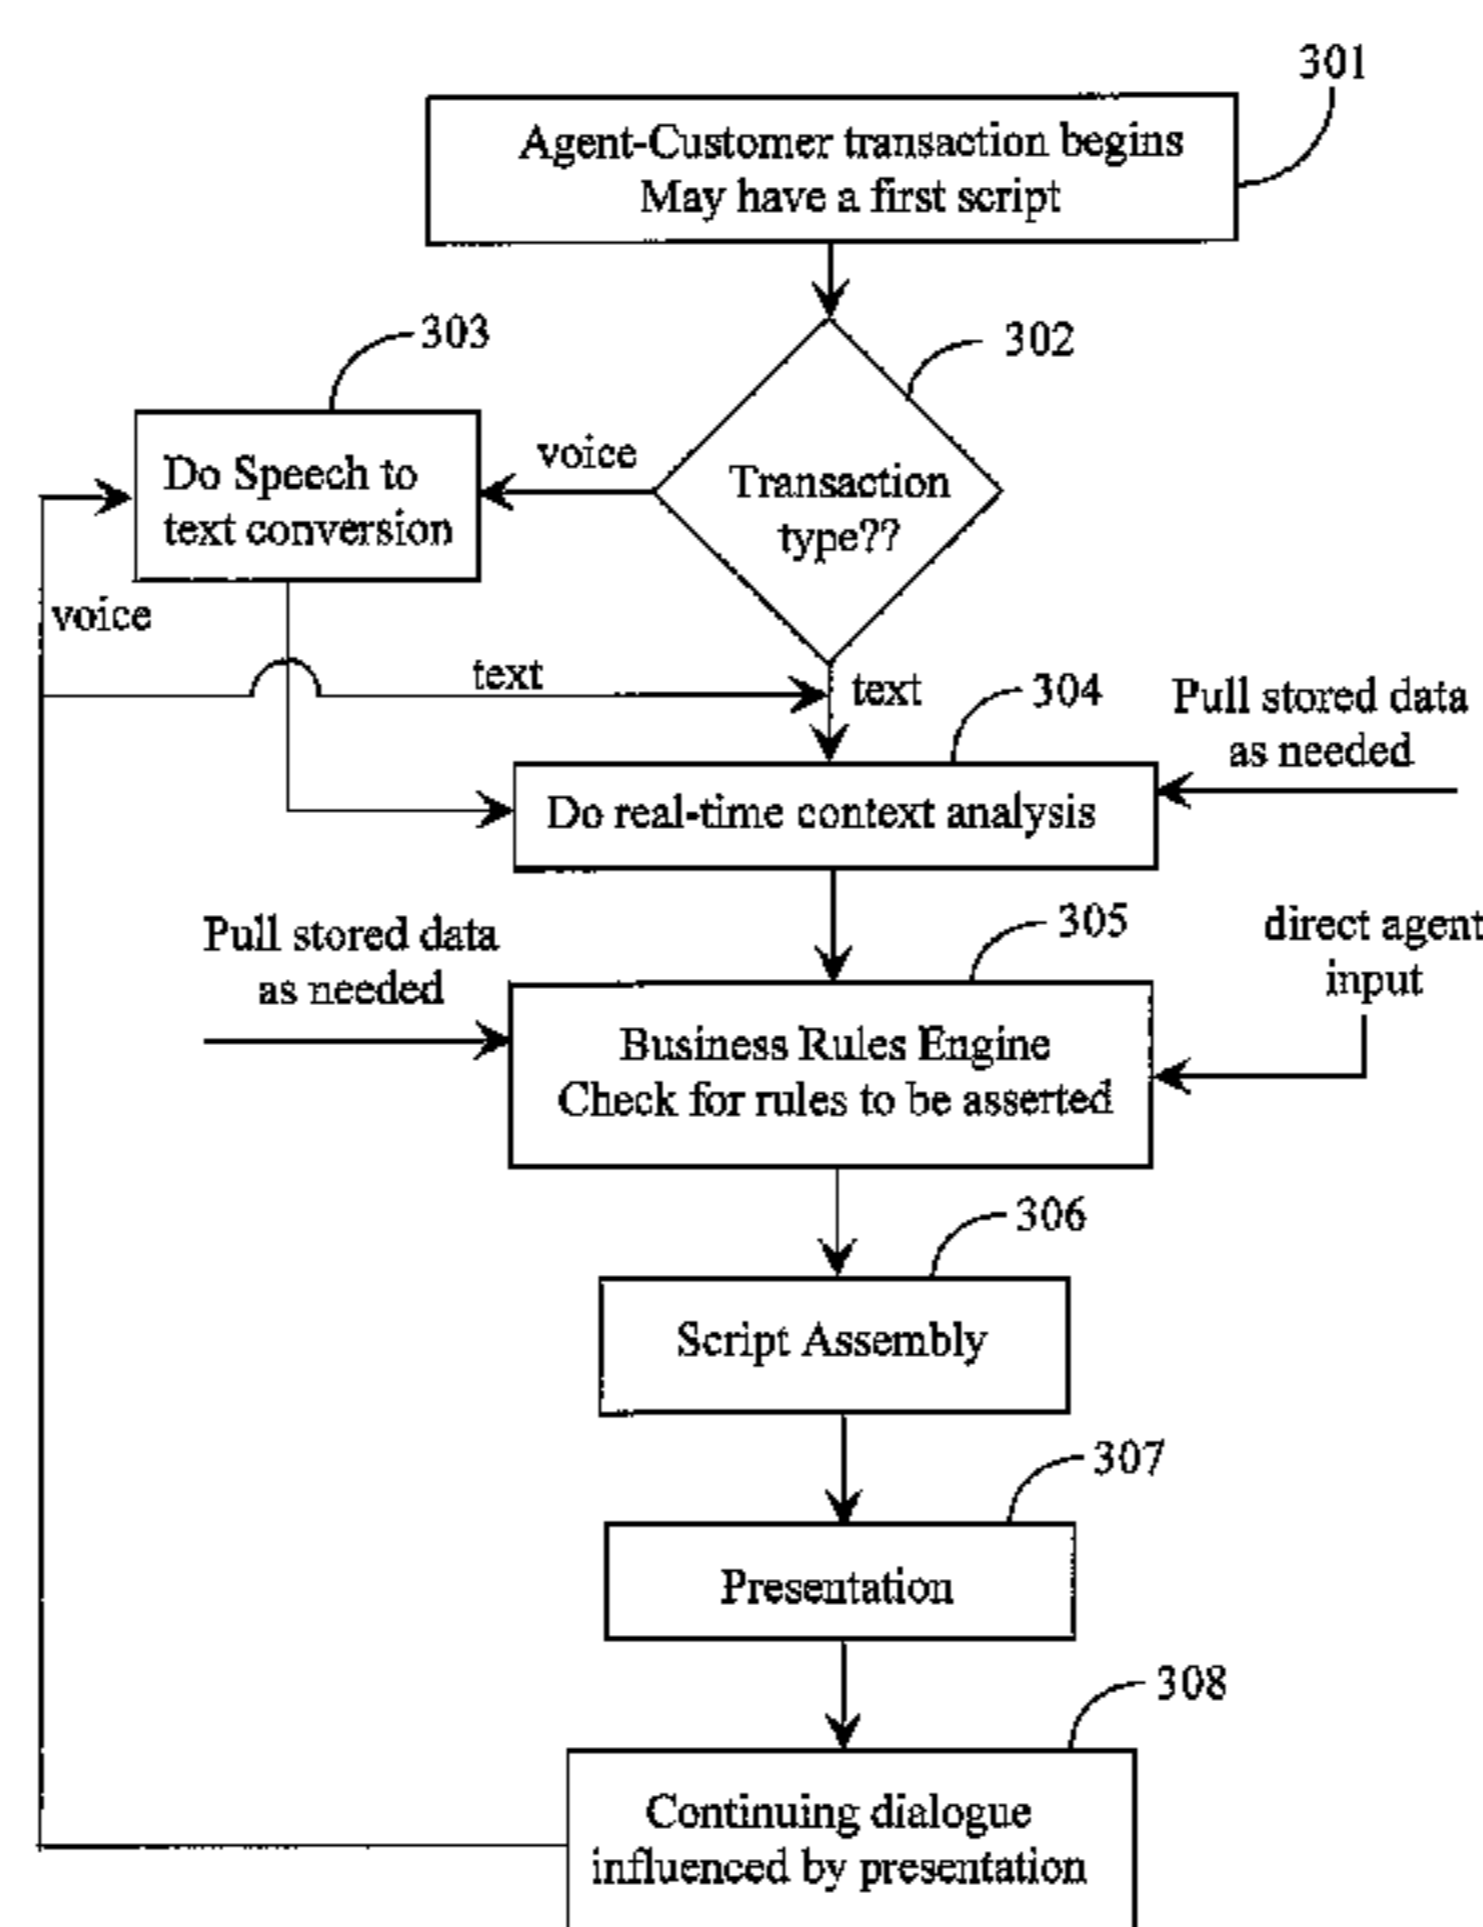 301
Agent-Customer transaction begins
May have a first script
303
302
voice
Do Speech to
text conversion
Transaction
type??
voice
text
text
304
Pull stored data
as needed
Do real-time context analysis
305
Pull stored data
as needed
direct agent
input
Business Rules Engine
Check for rules to be asserted
306
Script Assembly
307
Presentation
308
Continuing dialogue
influenced by presentation